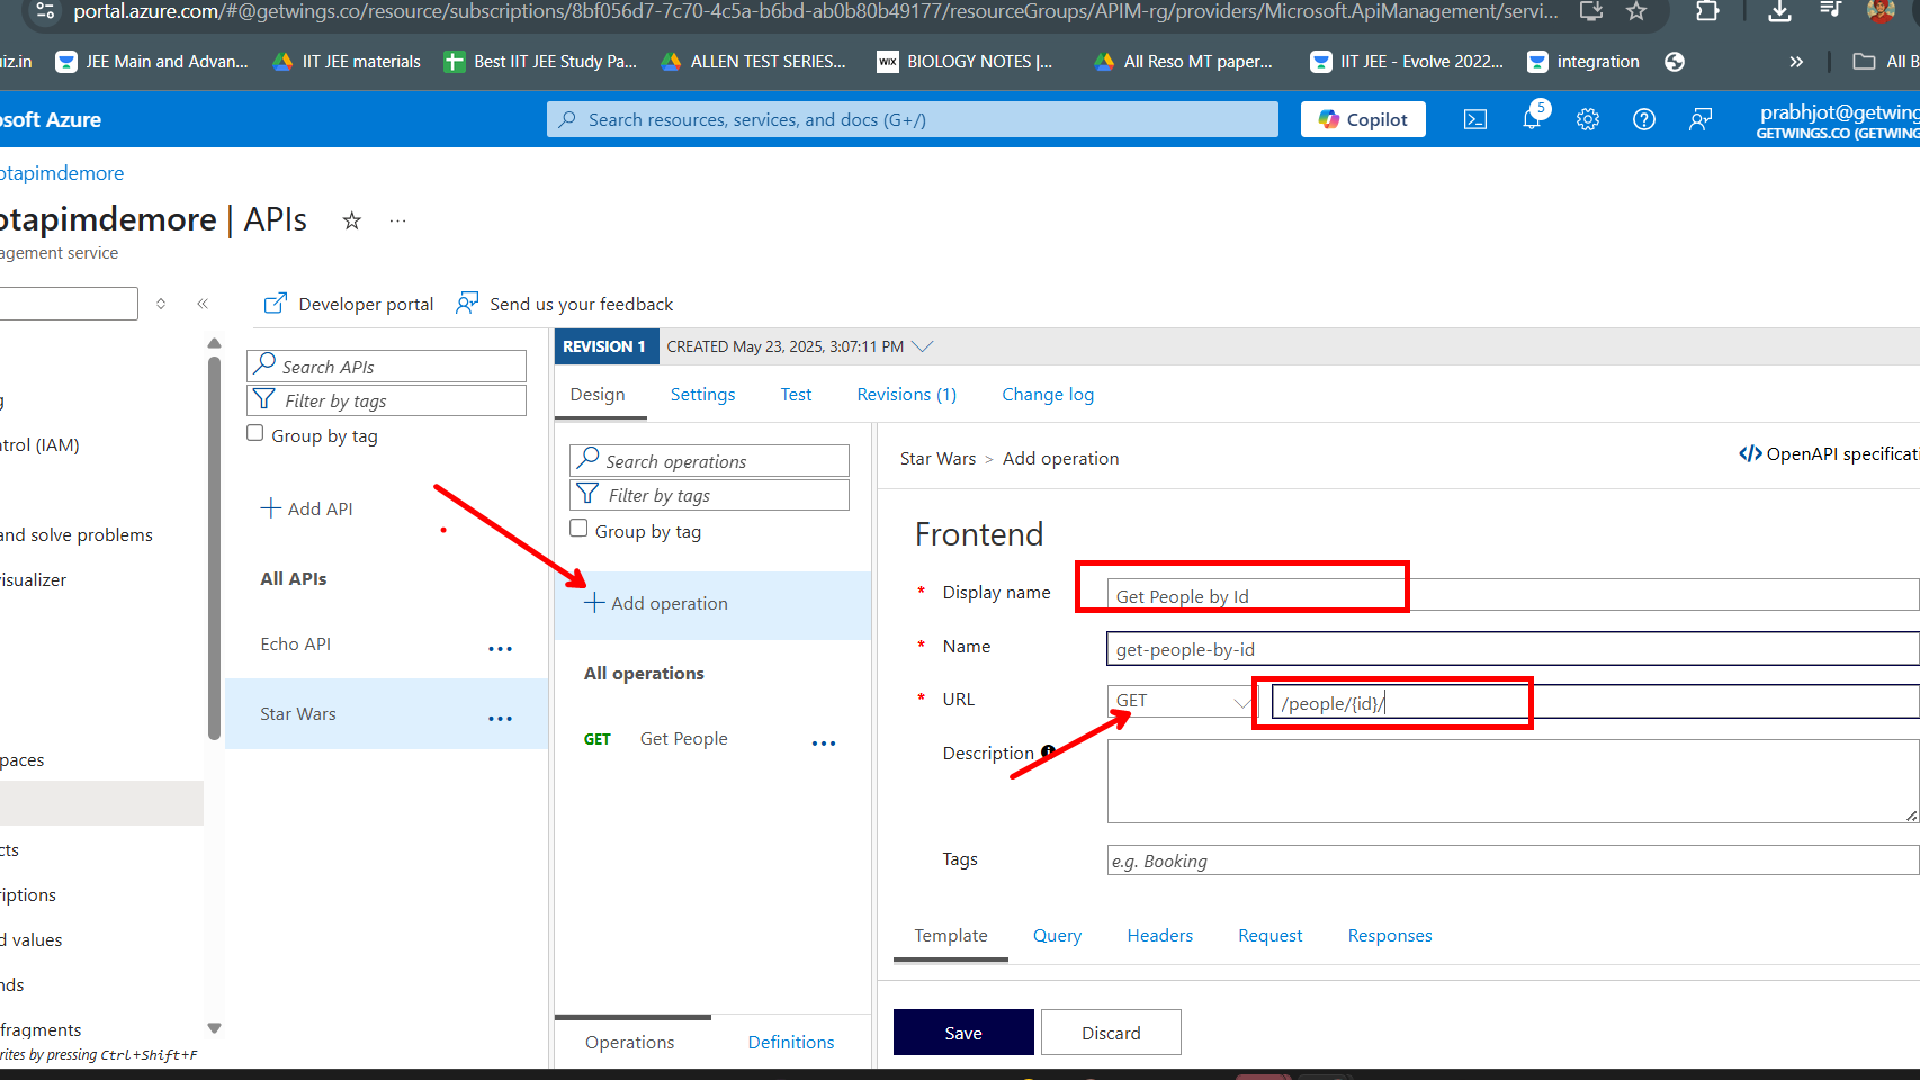 portal.azure.com/#@getwings.co/resource/subscriptions/8bf056d7-7c70-4c5a-b6bd-ab0b80b49177/resourceGroups/APIM-rg/providers/Microsoft.ApiManagement/servi...
iz.in
JEE Main and Advan...
IIT JEE materials
Best IIT JEE Study Pa...
ALLEN TEST SERIES...
WIX
BIOLOGY NOTES |...
All Reso MT paper...
IIT JEE - Evolve 2022...
integration
»
All B
osoft Azure
Search resources, services, and docs (G+/)
Copilot
5
prabhjot@getwing
GETWINGS.CO (GETWING
otapimdemore
otapimdemore | APIs
...
agement service
«
Developer portal
Send us your feedback
g
ntrol (IAM)
and solve problems
visualizer
paces
cts
riptions
d values
nds
fragments
rites by pressing Ctrl+Shift+F
Search APIs
Filter by tags
Group by tag
+ Add API
All APIs
Echo API
...
Star Wars
...
REVISION 1
CREATED May 23, 2025, 3:07:11 PM
Design
Settings
Test
Revisions (1)
Change log
Search operations
Filter by tags
Group by tag
+ Add operation
All operations
GET
Get People
...
Operations
Definitions
Star Wars > Add operation
</> OpenAPI specificati
Frontend
* Display name
Get People by Id
* Name
get-people-by-id
* URL
GET
/people/{id}/
Description
Tags
e.g. Booking
Template
Query
Headers
Request
Responses
Save
Discard